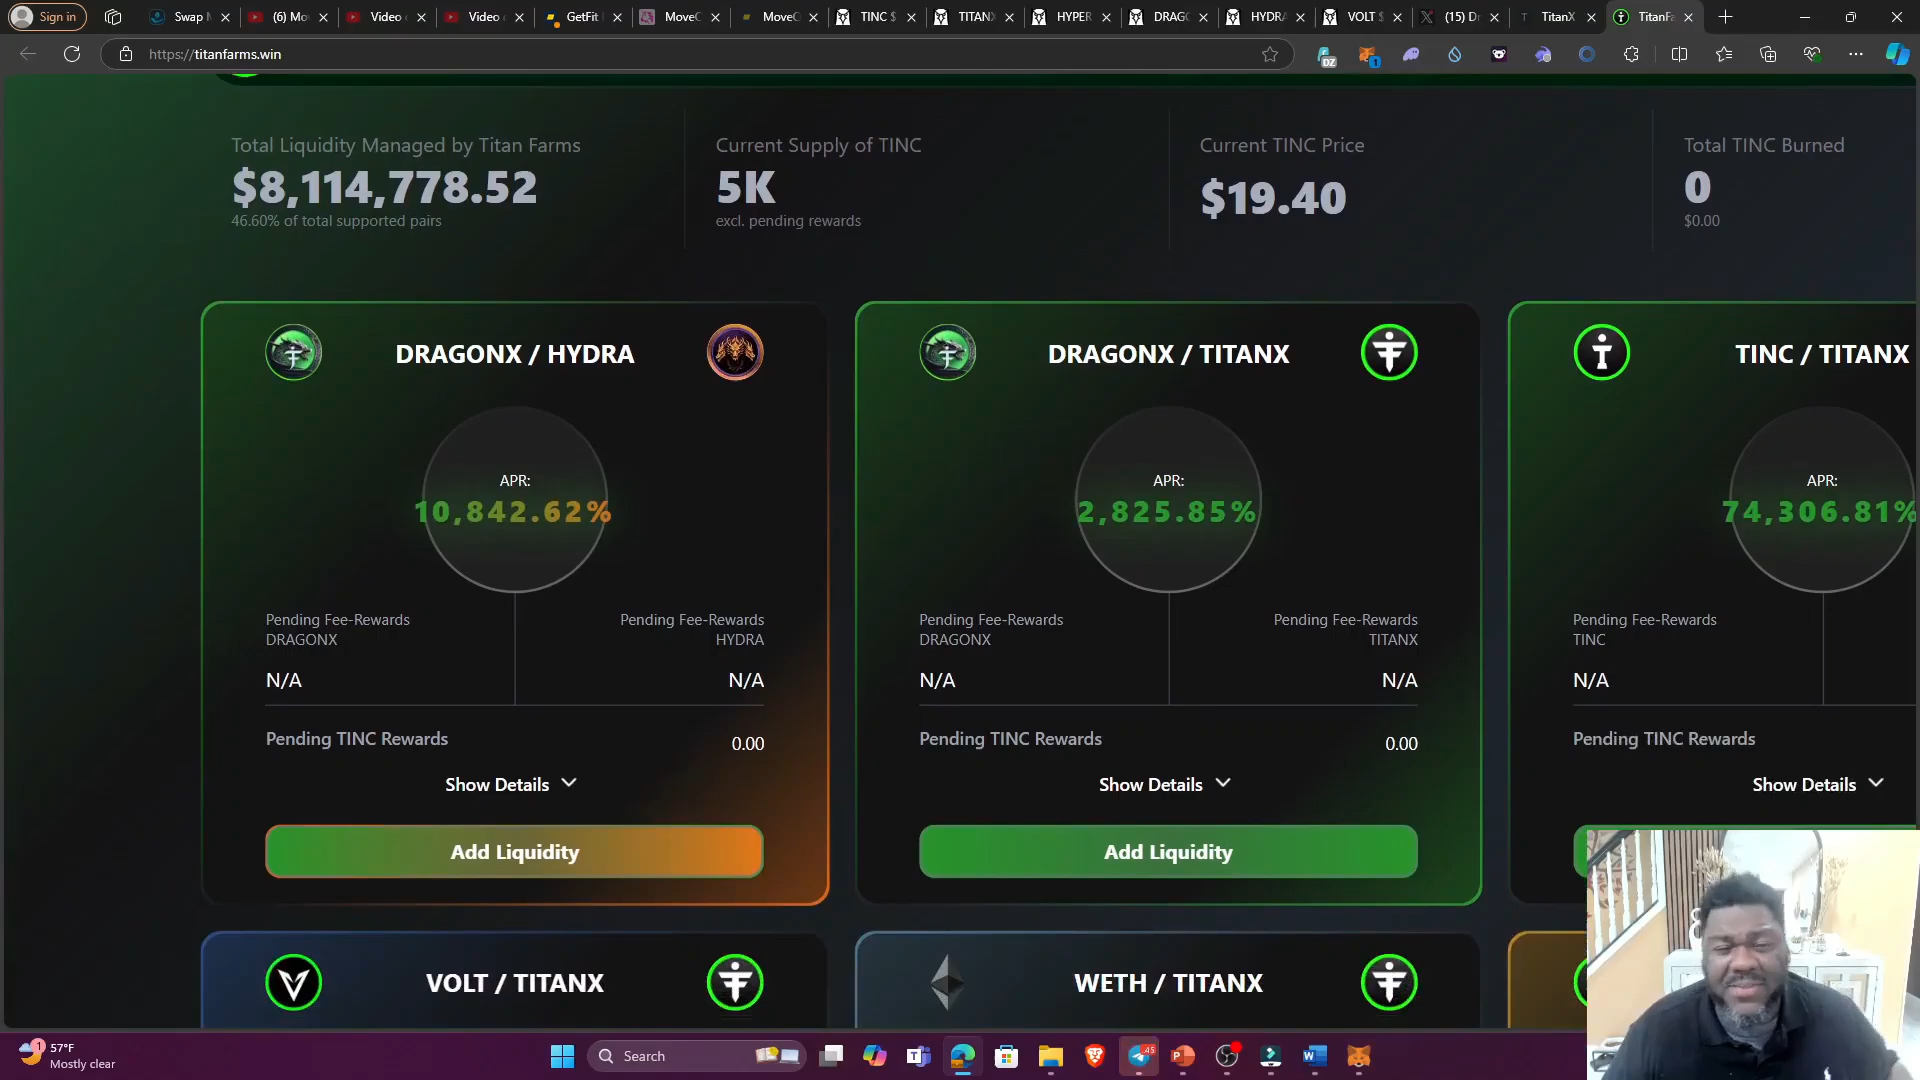 Sign in
Swap M
(6) Mo
Video
Video
GetFit
MoveC
MoveC
TINC $
TITANX
HYPER
DRAGO
HYDRA
VOLT $
(15) D
TitanX
TitanFa
https://titanfarms.win
DZ
1
Total Liquidity Managed by Titan Farms
$8,114,778.52
46.60% of total supported pairs
Current Supply of TINC
5K
excl. pending rewards
Current TINC Price
$19.40
Total TINC Burned
0
$0.00
DRAGONX / HYDRA
APR:
10,842.62%
Pending Fee-Rewards
DRAGONX
Pending Fee-Rewards
HYDRA
N/A
N/A
Pending TINC Rewards
0.00
Show Details
Add Liquidity
DRAGONX / TITANX
APR:
2,825.85%
Pending Fee-Rewards
DRAGONX
Pending Fee-Rewards
TITANX
N/A
N/A
Pending TINC Rewards
0.00
Show Details
Add Liquidity
TINC / TITANX
APR:
74,306.81%
Pending Fee-Rewards
TINC
N/A
Pending TINC Rewards
Show Details
VOLT / TITANX
WETH / TITANX
1
57°F
Mostly clear
Search
45